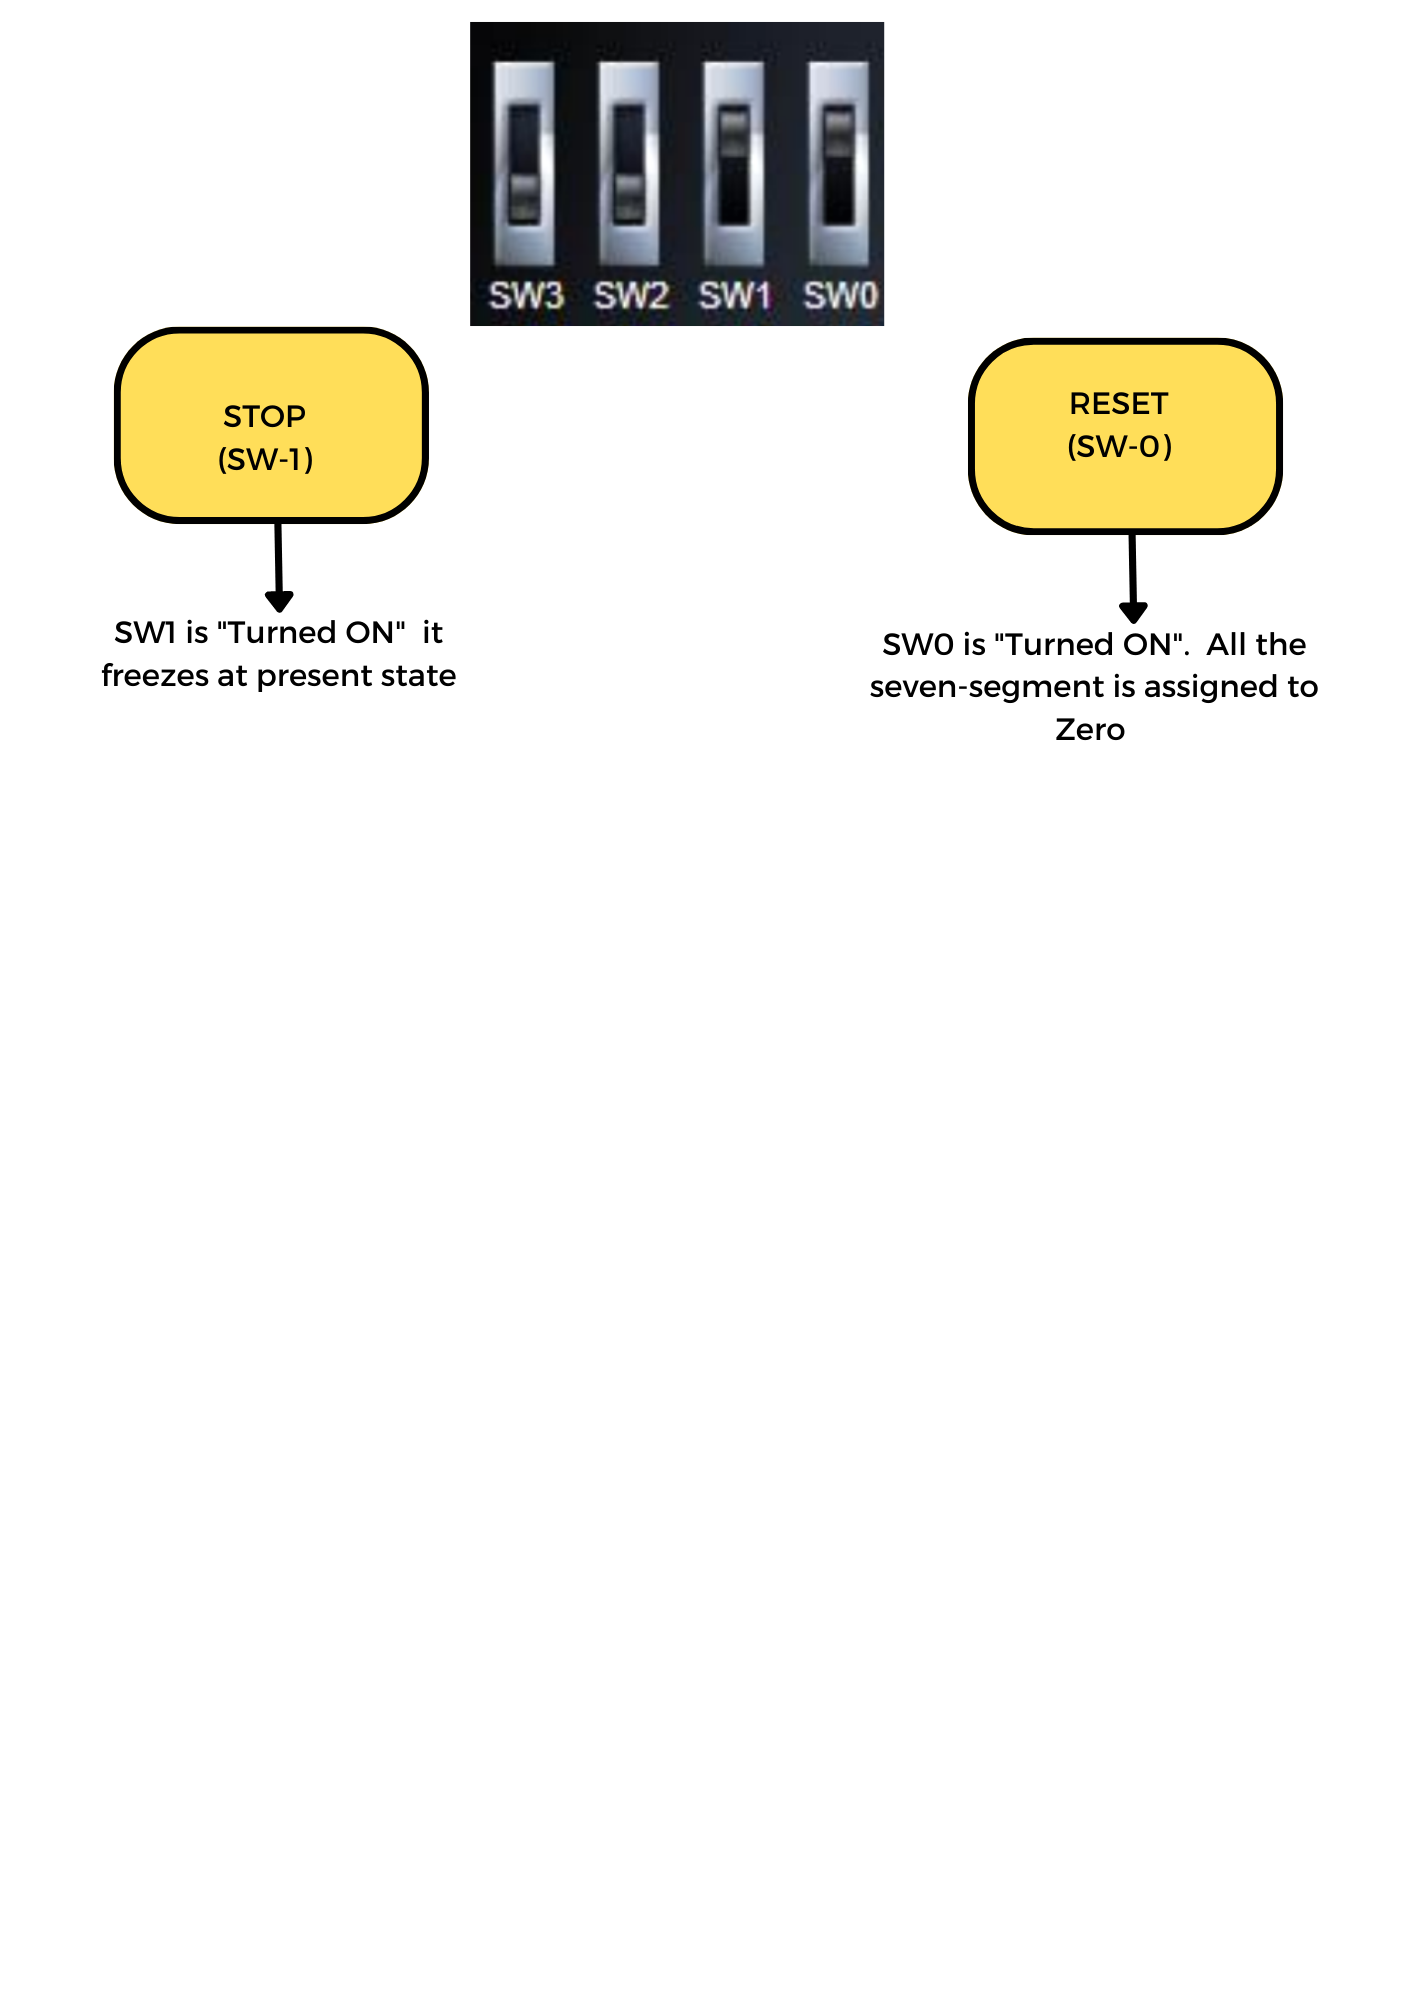 SW3 SW2 SW1 SW0
STOP
(SW-1)
RESET
(SW-0)
SW1 is "Turned ON"  it
freezes at present state
SW0 is "Turned ON".  All the
seven-segment is assigned to
Zero